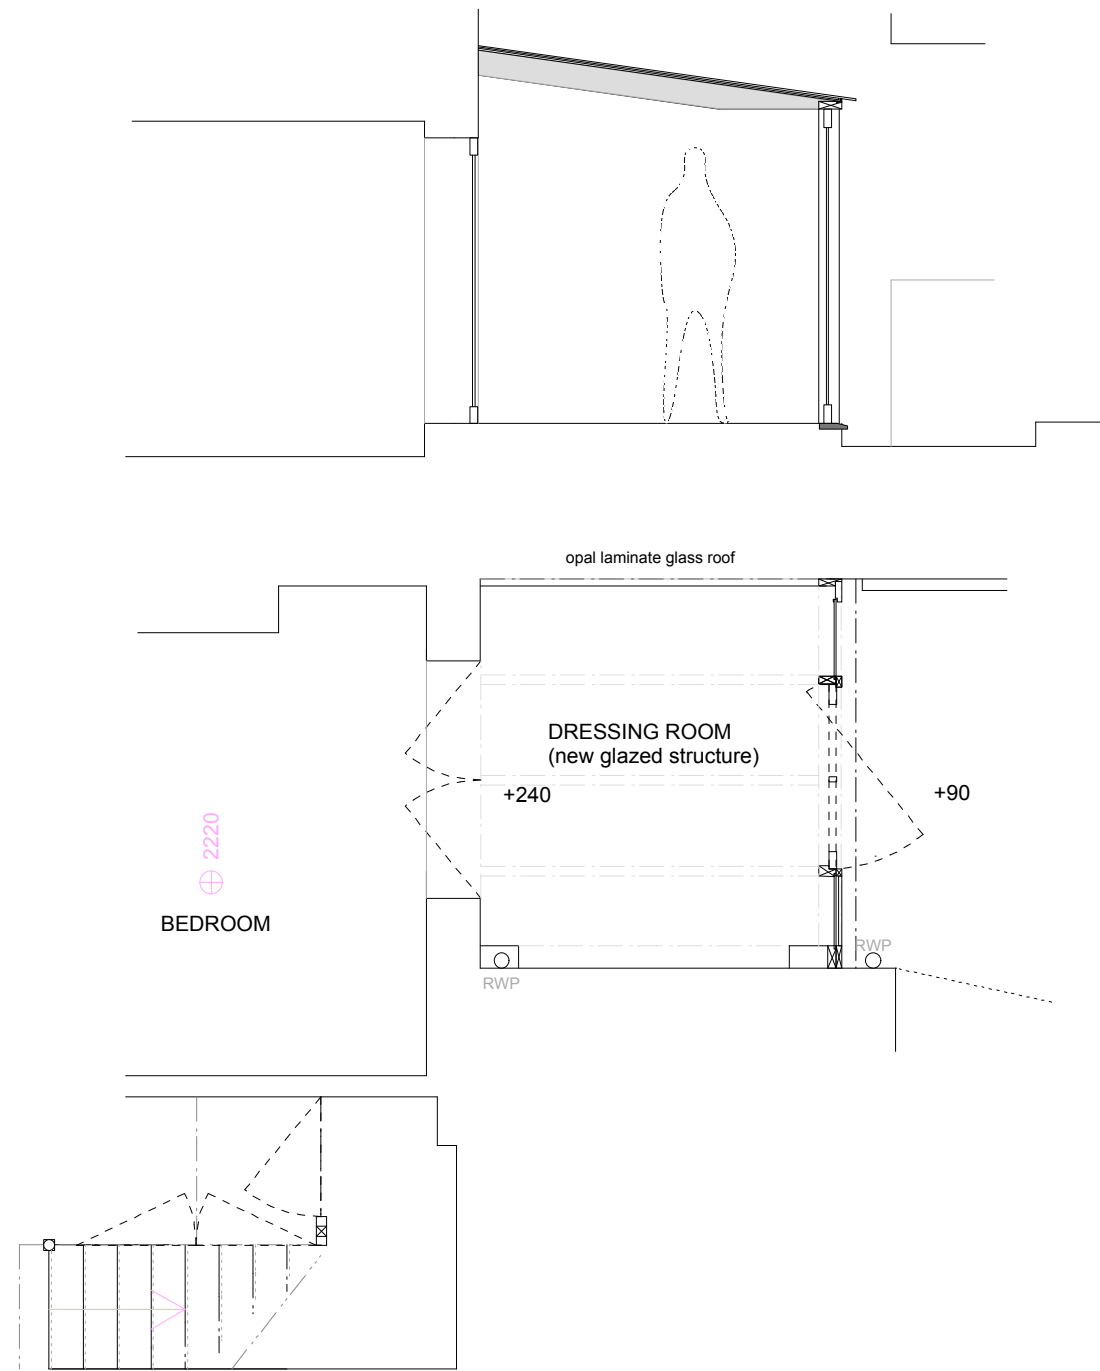 opal laminate glass roof
DRESSING ROOM
(new glazed structure)
+240
+90
2220
BEDROOM
RWP
RWP